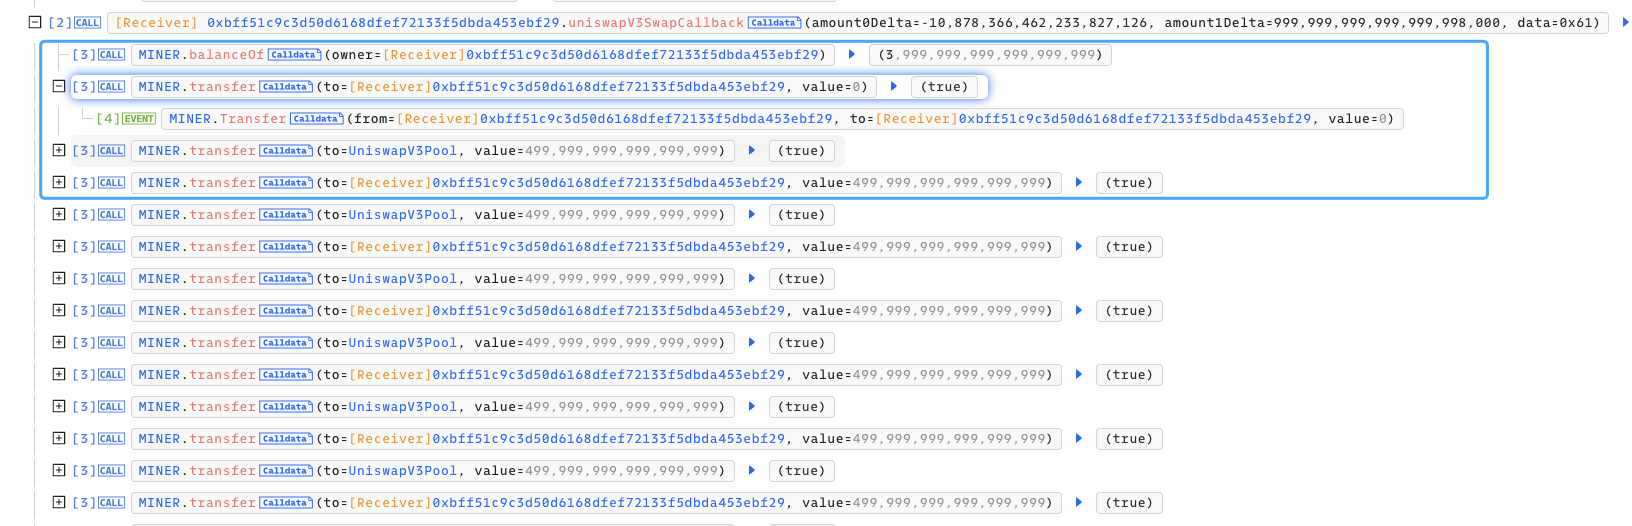 [2]CALL [Receiver] 0xbff51c9c3d50d6168dfef72133f5dbda453ebf29.uniswapV3SwapCallback Calldata (amount0Delta=-10,878,366,462,233,827,126, amount1Delta=999,999,999,999,999,998,000, data=0x61)
[3]CALL MINER.balanceOf Calldata (owner=[Receiver]0xbff51c9c3d50d6168dfef72133f5dbda453ebf29) (3,999,999,999,999,999,999)
[3]CALL MINER.transfer Calldata (to=[Receiver]0xbff51c9c3d50d6168dfef72133f5dbda453ebf29, value=0) (true)
[4]EVENT MINER.Transfer Calldata (from=[Receiver]0xbff51c9c3d50d6168dfef72133f5dbda453ebf29, to=[Receiver]0xbff51c9c3d50d6168dfef72133f5dbda453ebf29, value=0)
[3]CALL MINER.transfer Calldata (to=UniswapV3Pool, value=499,999,999,999,999,999) (true)
[3]CALL MINER.transfer Calldata (to=[Receiver]0xbff51c9c3d50d6168dfef72133f5dbda453ebf29, value=499,999,999,999,999,999) (true)
[3]CALL MINER.transfer Calldata (to=UniswapV3Pool, value=499,999,999,999,999,999) (true)
[3]CALL MINER.transfer Calldata (to=[Receiver]0xbff51c9c3d50d6168dfef72133f5dbda453ebf29, value=499,999,999,999,999,999) (true)
[3]CALL MINER.transfer Calldata (to=UniswapV3Pool, value=499,999,999,999,999,999) (true)
[3]CALL MINER.transfer Calldata (to=[Receiver]0xbff51c9c3d50d6168dfef72133f5dbda453ebf29, value=499,999,999,999,999,999) (true)
[3]CALL MINER.transfer Calldata (to=UniswapV3Pool, value=499,999,999,999,999,999) (true)
[3]CALL MINER.transfer Calldata (to=[Receiver]0xbff51c9c3d50d6168dfef72133f5dbda453ebf29, value=499,999,999,999,999,999) (true)
[3]CALL MINER.transfer Calldata (to=UniswapV3Pool, value=499,999,999,999,999,999) (true)
[3]CALL MINER.transfer Calldata (to=[Receiver]0xbff51c9c3d50d6168dfef72133f5dbda453ebf29, value=499,999,999,999,999,999) (true)
[3]CALL MINER.transfer Calldata (to=UniswapV3Pool, value=499,999,999,999,999,999) (true)
[3]CALL MINER.transfer Calldata (to=[Receiver]0xbff51c9c3d50d6168dfef72133f5dbda453ebf29, value=499,999,999,999,999,999) (true)